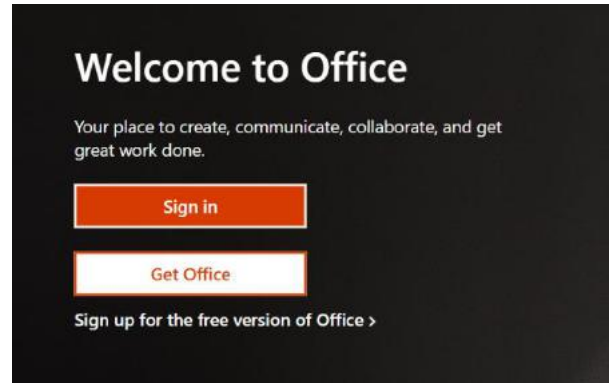 Welcome to Office
Your place to create, communicate, collaborate, and get
great work done.
Sign in
Get Office
Sign up for the free version of Office >